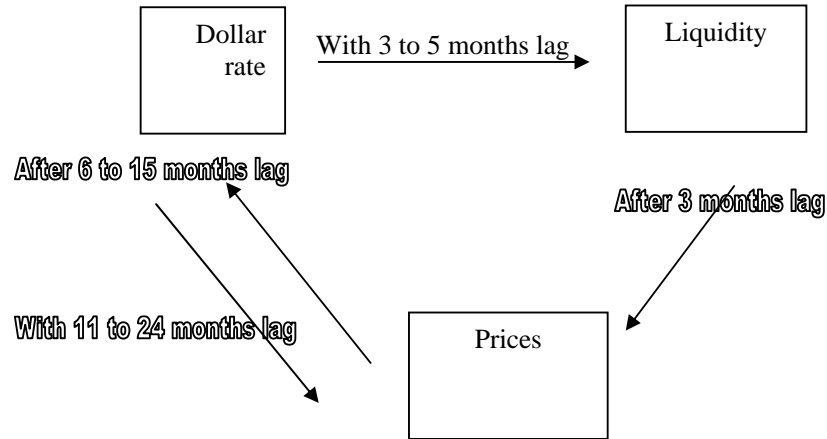 Dollar
rate
With 3 to 5 months lag
Liquidity
After 6 to 15 months lag
After 3 months lag
With 11 to 24 months lag
Prices